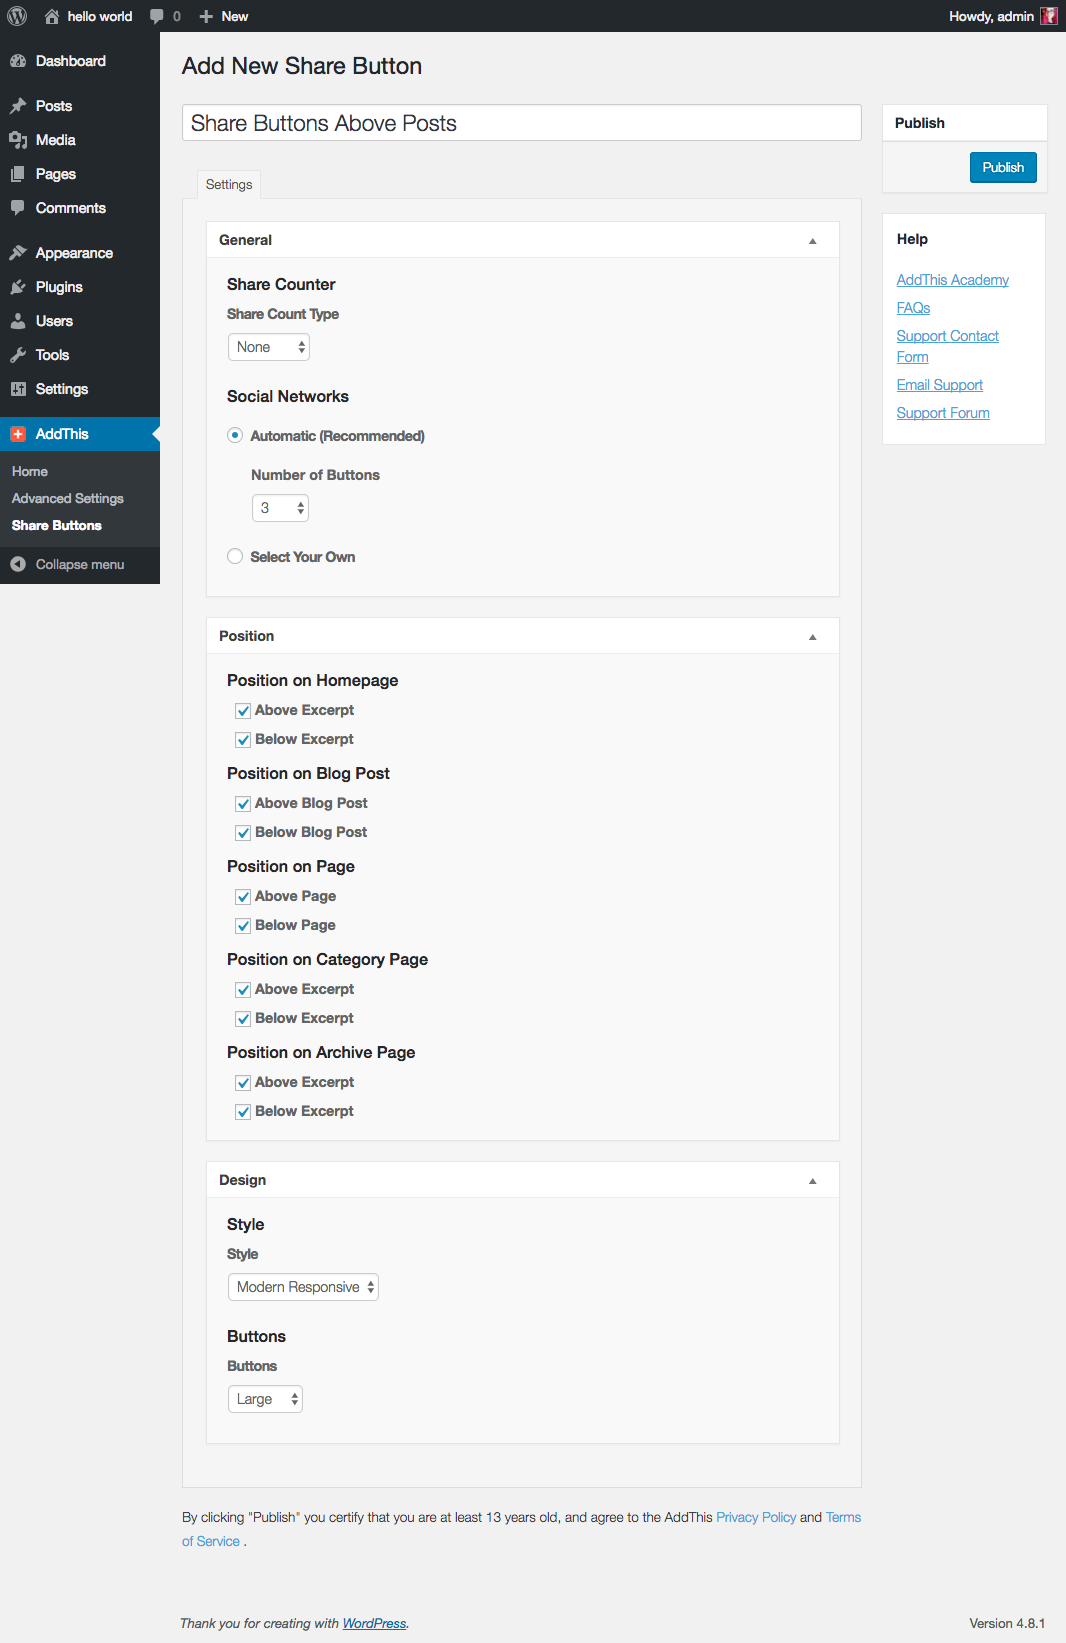 hello world
0
New
Howdy, admin
Dashboard
Posts
Media
Pages
Comments
Appearance
Plugins
Users
Tools
Settings
AddThis
Home
Advanced Settings
Share Buttons
Collapse menu
Add New Share Button
Share Buttons Above Posts
Settings
General
Share Counter
Share Count Type
None
Social Networks
Automatic (Recommended)
Number of Buttons
3
Select Your Own
Position
Position on Homepage
Above Excerpt
Below Excerpt
Position on Blog Post
Above Blog Post
Below Blog Post
Position on Page
Above Page
Below Page
Position on Category Page
Above Excerpt
Below Excerpt
Position on Archive Page
Above Excerpt
Below Excerpt
Design
Style
Style
Modern Responsive
Buttons
Buttons
Large
Publish
Publish
Help
AddThis Academy
FAQs
Support Contact
Form
Email Support
Support Forum
By clicking "Publish" you certify that you are at least 13 years old, and agree to the AddThis Privacy Policy and Terms
of Service .
Thank you for creating with WordPress.
Version 4.8.1